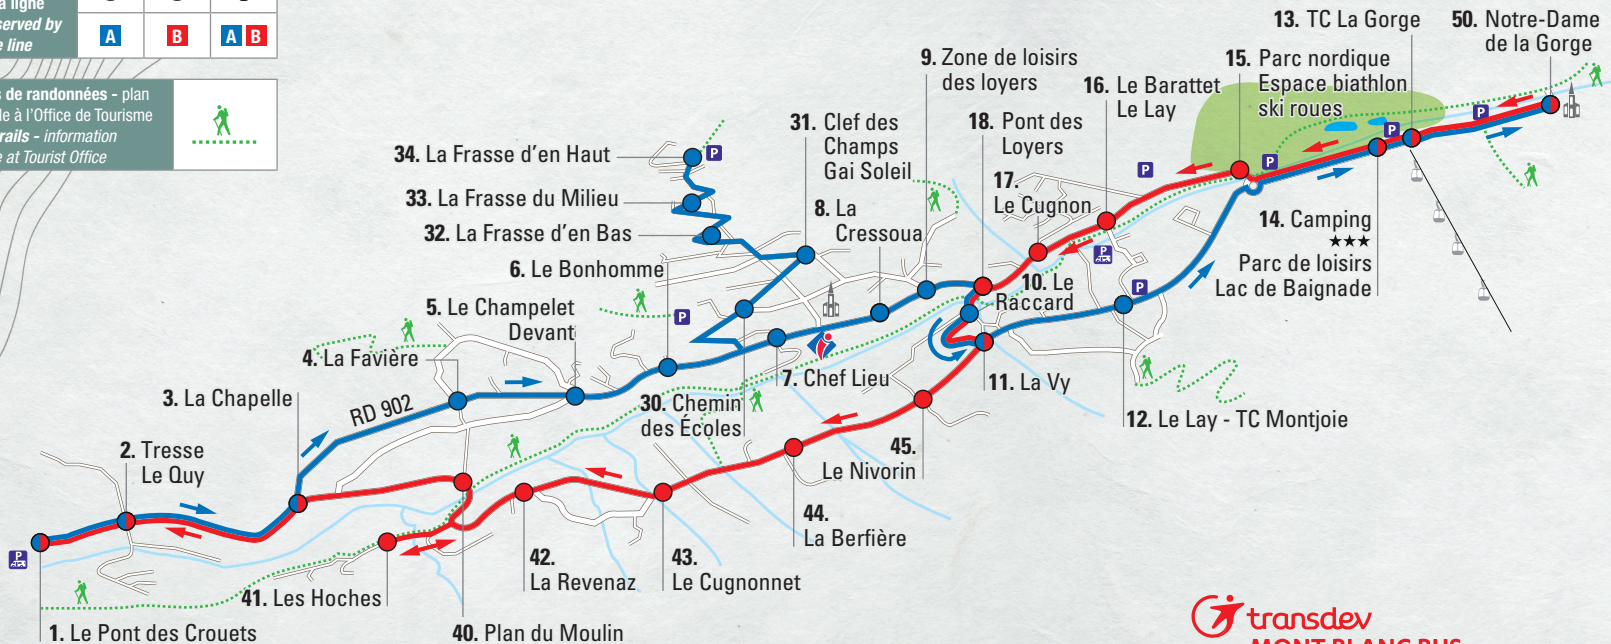 a ligne
served by
e line
A
B
A B
s de randonnées - plan
le à l'Office de Tourisme
rails - information
e at Tourist Office
13. TC La Gorge
50. Notre-Dame
de la Gorge
9. Zone de loisirs
des loyers
15. Parc nordique
Espace biathlon
ski roues
16. Le Barattet
Le Lay
31. Clef des
Champs
Gai Soleil
18. Pont des
Loyers
34. La Frasse d'en Haut
P
P
P
P
P
17.
Le Cugnon
33. La Frasse du Milieu
8. La
Cressoua
32. La Frasse d'en Bas
14. Camping
★★★
Parc de loisirs
Lac de Baignade
6. Le Bonhomme
P
10. Le
Raccard
P
5. Le Champelet
Devant
P
4. La Favière
7. Chef Lieu
11. La Vy
3. La Chapelle
RD 902
30. Chemin
des Écoles
12. Le Lay - TC Montjoie
2. Tresse
Le Quy
45.
Le Nivorin
44.
La Berfière
P
42.
La Revenaz
43.
Le Cugnonnet
41. Les Hoches
1. Le Pont des Crouets
40. Plan du Moulin
transdev
MONT BLANC BUS